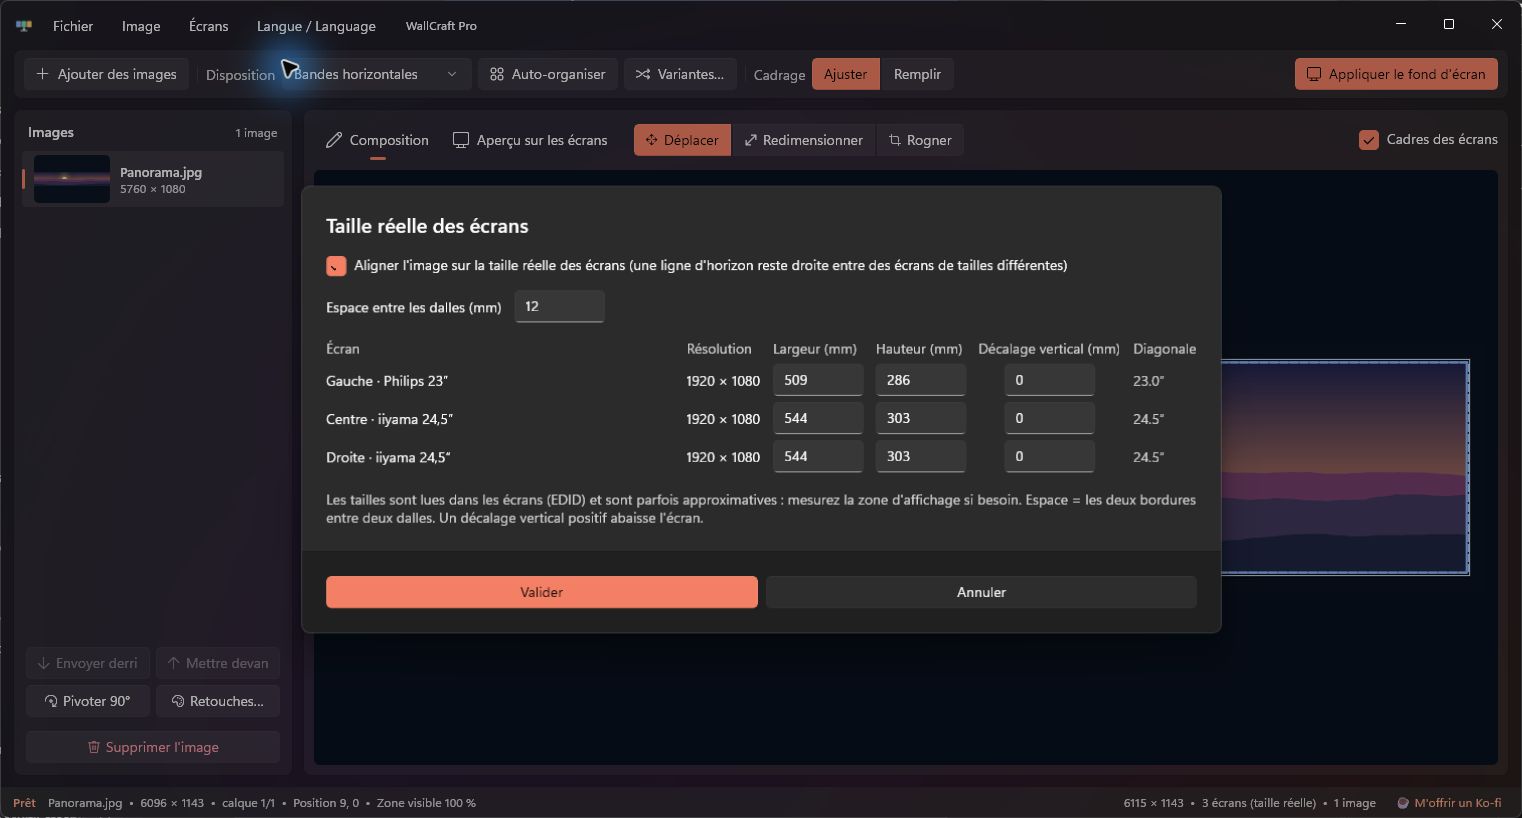 Fichier Image Écrans Langue / Language WallCraft Pro
Ajouter des images Disposition Bandes horizontales Auto-organiser Variantes... Cadrage Ajuster Remplir Appliquer le fond d'écran
Images 1 image
Composition Aperçu sur les écrans Déplacer Redimensionner Rogner Cadres des écrans
Panorama.jpg
5760 × 1080
Taille réelle des écrans
Aligner l'image sur la taille réelle des écrans (une ligne d'horizon reste droite entre des écrans de tailles différentes)
Espace entre les dalles (mm) 12
Écran Résolution Largeur (mm) Hauteur (mm) Décalage vertical (mm) Diagonale
Gauche · Philips 23" 1920 × 1080 509 286 0 23.0"
Centre · iiyama 24,5" 1920 × 1080 544 303 0 24.5"
Droite · iiyama 24,5" 1920 × 1080 544 303 0 24.5"
Les tailles sont lues dans les écrans (EDID) et sont parfois approximatives : mesurez la zone d'affichage si besoin. Espace = les deux bordures
entre deux dalles. Un décalage vertical positif abaisse l'écran.
Valider Annuler
Envoyer derri Mettre devan
Pivoter 90° Retouches...
Supprimer l'image
Prêt Panorama.jpg • 6096 × 1143 • calque 1/1 • Position 9, 0 • Zone visible 100 % 6115 × 1143 • 3 écrans (taille réelle) • 1 image M'offrir un Ko-fi